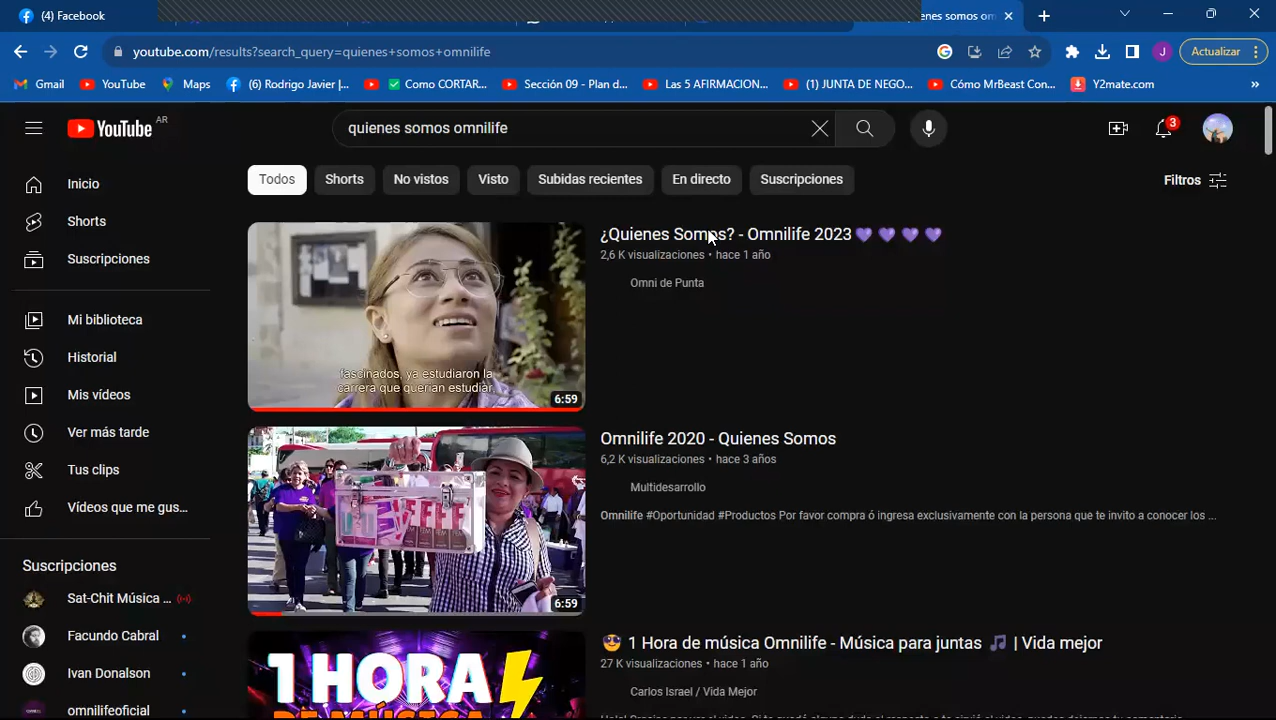 (4) Facebook
enes somos om
youtube.com/results?search_query=quienes+somos+omnilife
J
Actualizar
Gmail
YouTube
Maps
(6) Rodrigo Javier |...
Como CORTAR...
Sección 09 - Plan d...
Las 5 AFIRMACION...
(1) JUNTA DE NEGO...
Cómo MrBeast Con...
Y2mate.com
»
YouTube AR
quienes somos omnilife
3
Todos
Shorts
No vistos
Visto
Subidas recientes
En directo
Suscripciones
Filtros
Inicio
Shorts
Suscripciones
Mi biblioteca
Historial
Mis vídeos
Ver más tarde
Tus clips
Vídeos que me gus...
Suscripciones
Sat-Chit Música ...
Facundo Cabral
Ivan Donalson
omnilifeoficial
fascinados, ya estudiaron la
carrera que querían estudiar,
6:59
¿Quienes Somos? - Omnilife 2023💜 💜 💜 💜
2,6 K visualizaciones • hace 1 año
Omni de Punta
6:59
Omnilife 2020 - Quienes Somos
6,2 K visualizaciones • hace 3 años
Multidesarrollo
Omnilife #Oportunidad #Productos Por favor compra ó ingresa exclusivamente con la persona que te invito a conocer los ...
1 HORA
DE MÚSICA
😎 1 Hora de música Omnilife - Música para juntas 🎵 | Vida mejor
27 K visualizaciones • hace 1 año
Carlos Israel / Vida Mejor